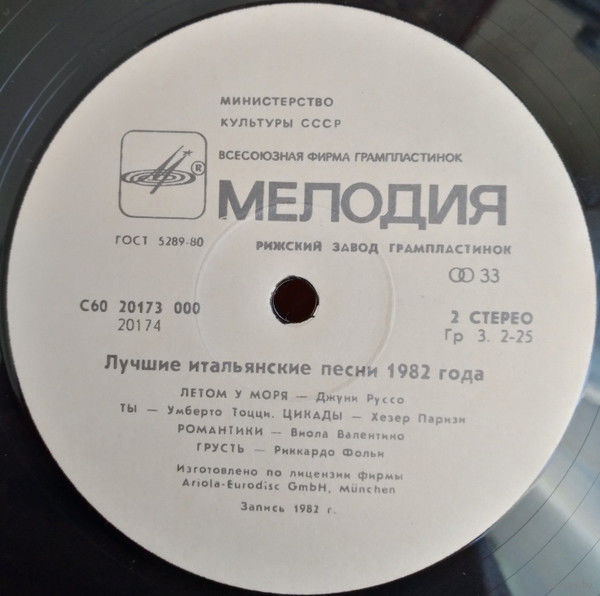 МИНИСТЕРСТВО
КУЛЬТУРЫ СССР
ВСЕСОЮЗНАЯ ФИРМА ГРАМПЛАСТИНОК
® МЕЛОДИЯ
ГОСТ 5289-80
РИЖСКИЙ ЗАВОД ГРАМПЛАСТИНОК
33
С60 20173 000
20174
2 СТЕРЕО
Гр 3. 2-25
Лучшие итальянские песни 1982 года
ЛЕТОМ У МОРЯ — Джуни Руссо
ТЫ — Умберто Тоцци. ЦИКАДЫ — Хезер Паризи
РОМАНТИКИ — Виола Валентино
ГРУСТЬ — Риккардо Фольи
Изготовлено по лицензии фирмы
Ariola-Eurodisc GmbH, München
Запись 1982 г.